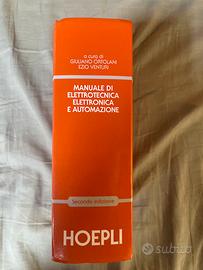 a cura di
GIULIANO ORTOLANI
EZIO VENTURI
MANUALE DI
ELETTROTECNICA
ELETTRONICA
E AUTOMAZIONE
Seconda edizione
HOEPLI
subito